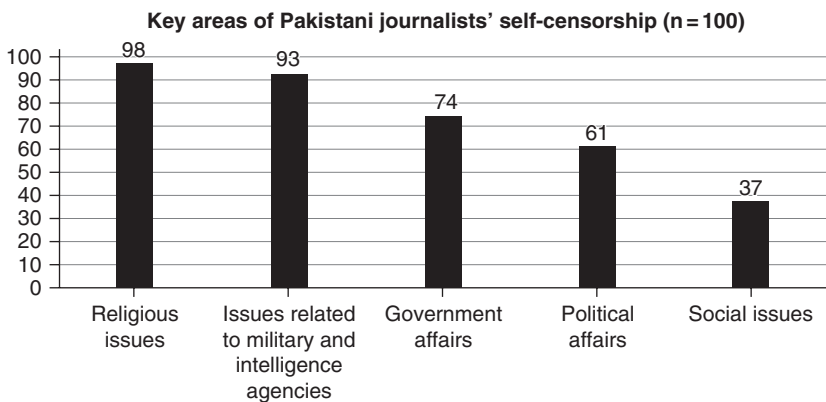 Key areas of Pakistani journalists' self-censorship (n = 100)
98
93
74
61
37
100
90
80
70
60
50
40
30
20
10
0
Religious
issues
Issues related
to military and
intelligence
agencies
Government
affairs
Political
affairs
Social issues